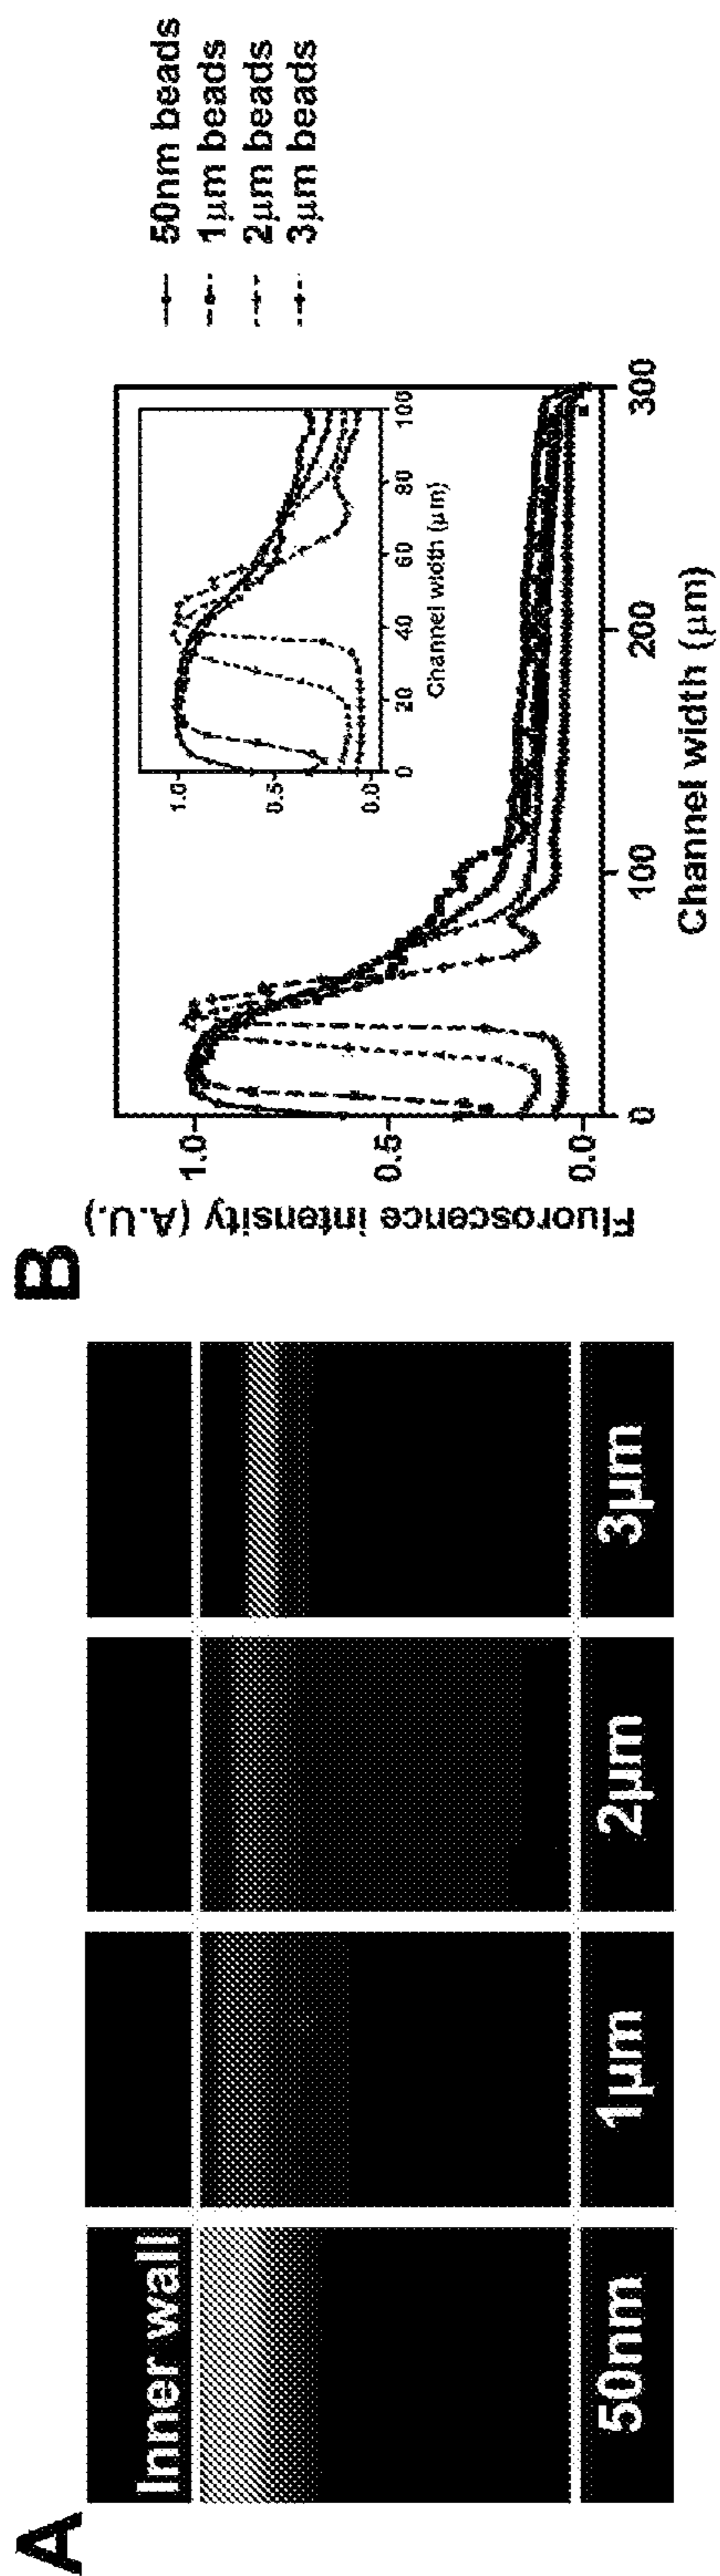 A
Inner wall
50nm
1µm
2µm
3µm
B
Fluoroscence intensity (A.U.)
1.0
0.5
0.0
0
100
200
300
Channel width (µm)
1.0
0.5
0.0
0
20
40
60
80
100
Channel width (µm)
50nm beads
1µm beads
2µm beads
3µm beads